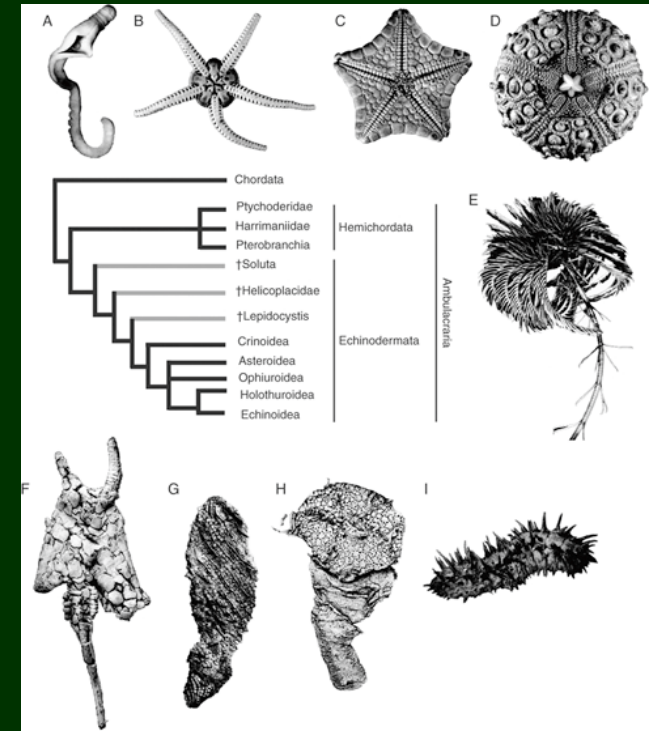 A
B
C
D
Chordata
Ptychoderidae
Harrimaniidae
Pterobranchia
Hemichordata
†Soluta
†Helicoplacidae
†Lepidocystis
Crinoidea
Asteroidea
Ophiuroidea
Holothuroidea
Echinoidea
Echinodermata
Ambulacraria
E
F
G
H
I